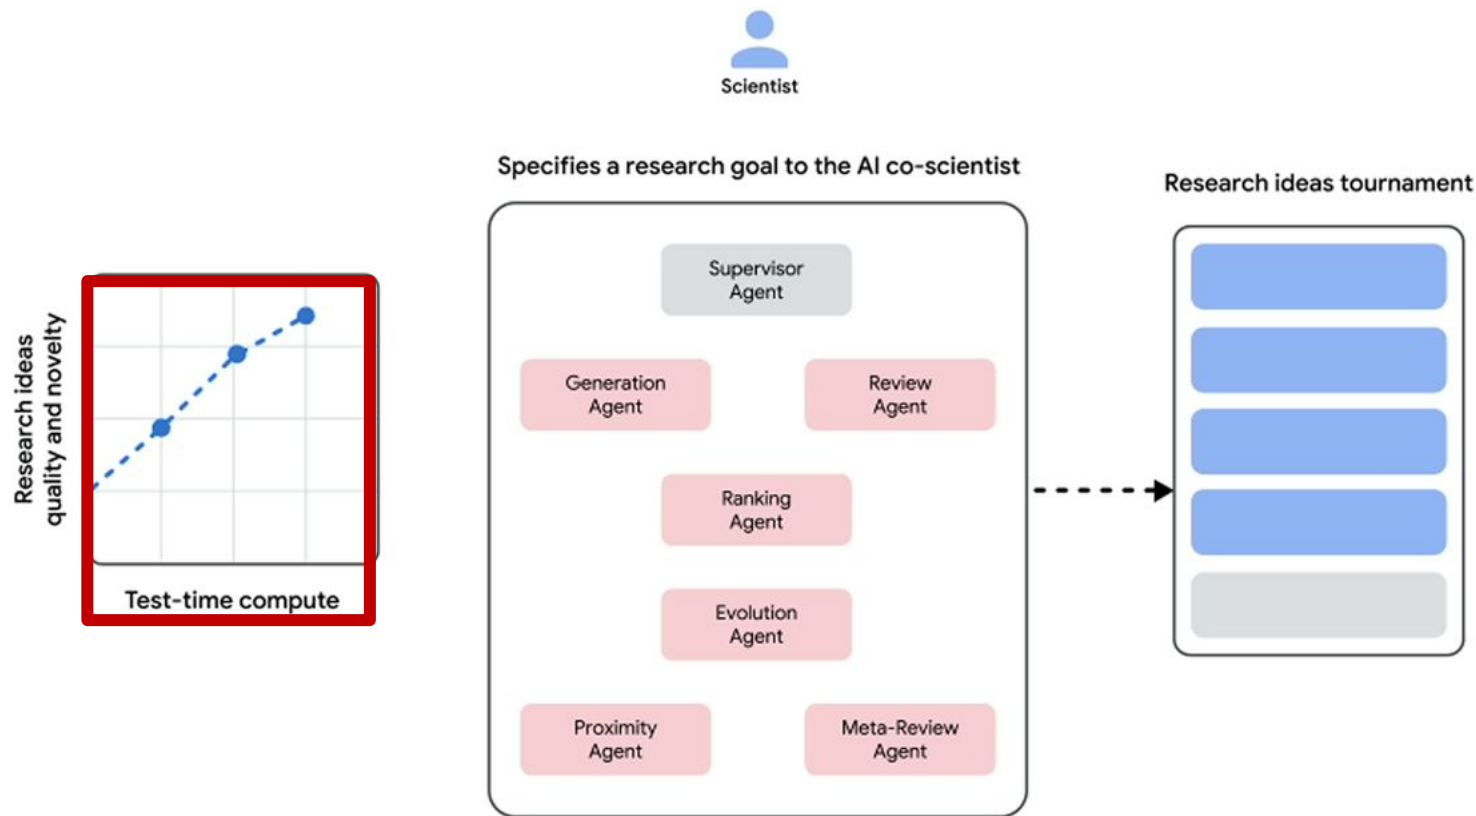 Scientist
Specifies a research goal to the AI co-scientist
Research ideas tournament
Research ideas
quality and novelty
Test-time compute
Supervisor
Agent
Generation
Agent
Review
Agent
Ranking
Agent
Evolution
Agent
Proximity
Agent
Meta-Review
Agent